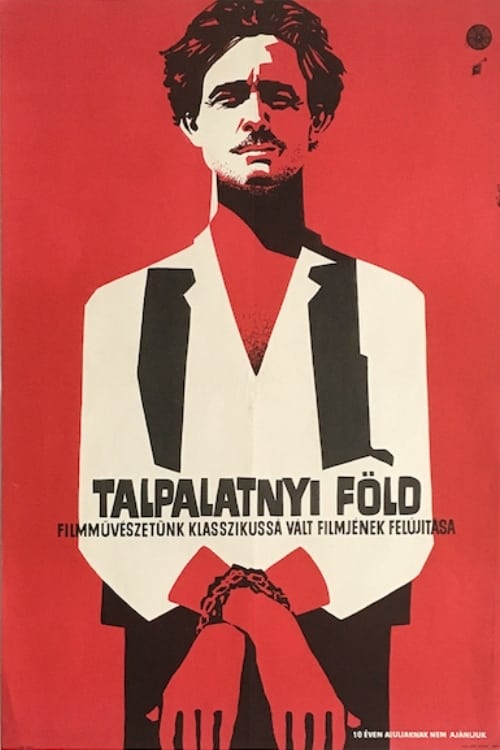 TALPALATNYI FÖLD
FILMMŰVÉSZETÜNK KLASSZIKUSSÁ VÁLT FILMJÉNEK FELÚJÍTÁSA
10 ÉVEN ALULIAKNAK NEM AJÁNLJUK